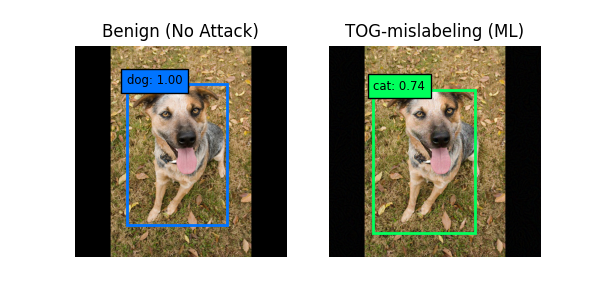 Benign (No Attack)
TOG-mislabeling (ML)
dog: 1.00
cat: 0.74